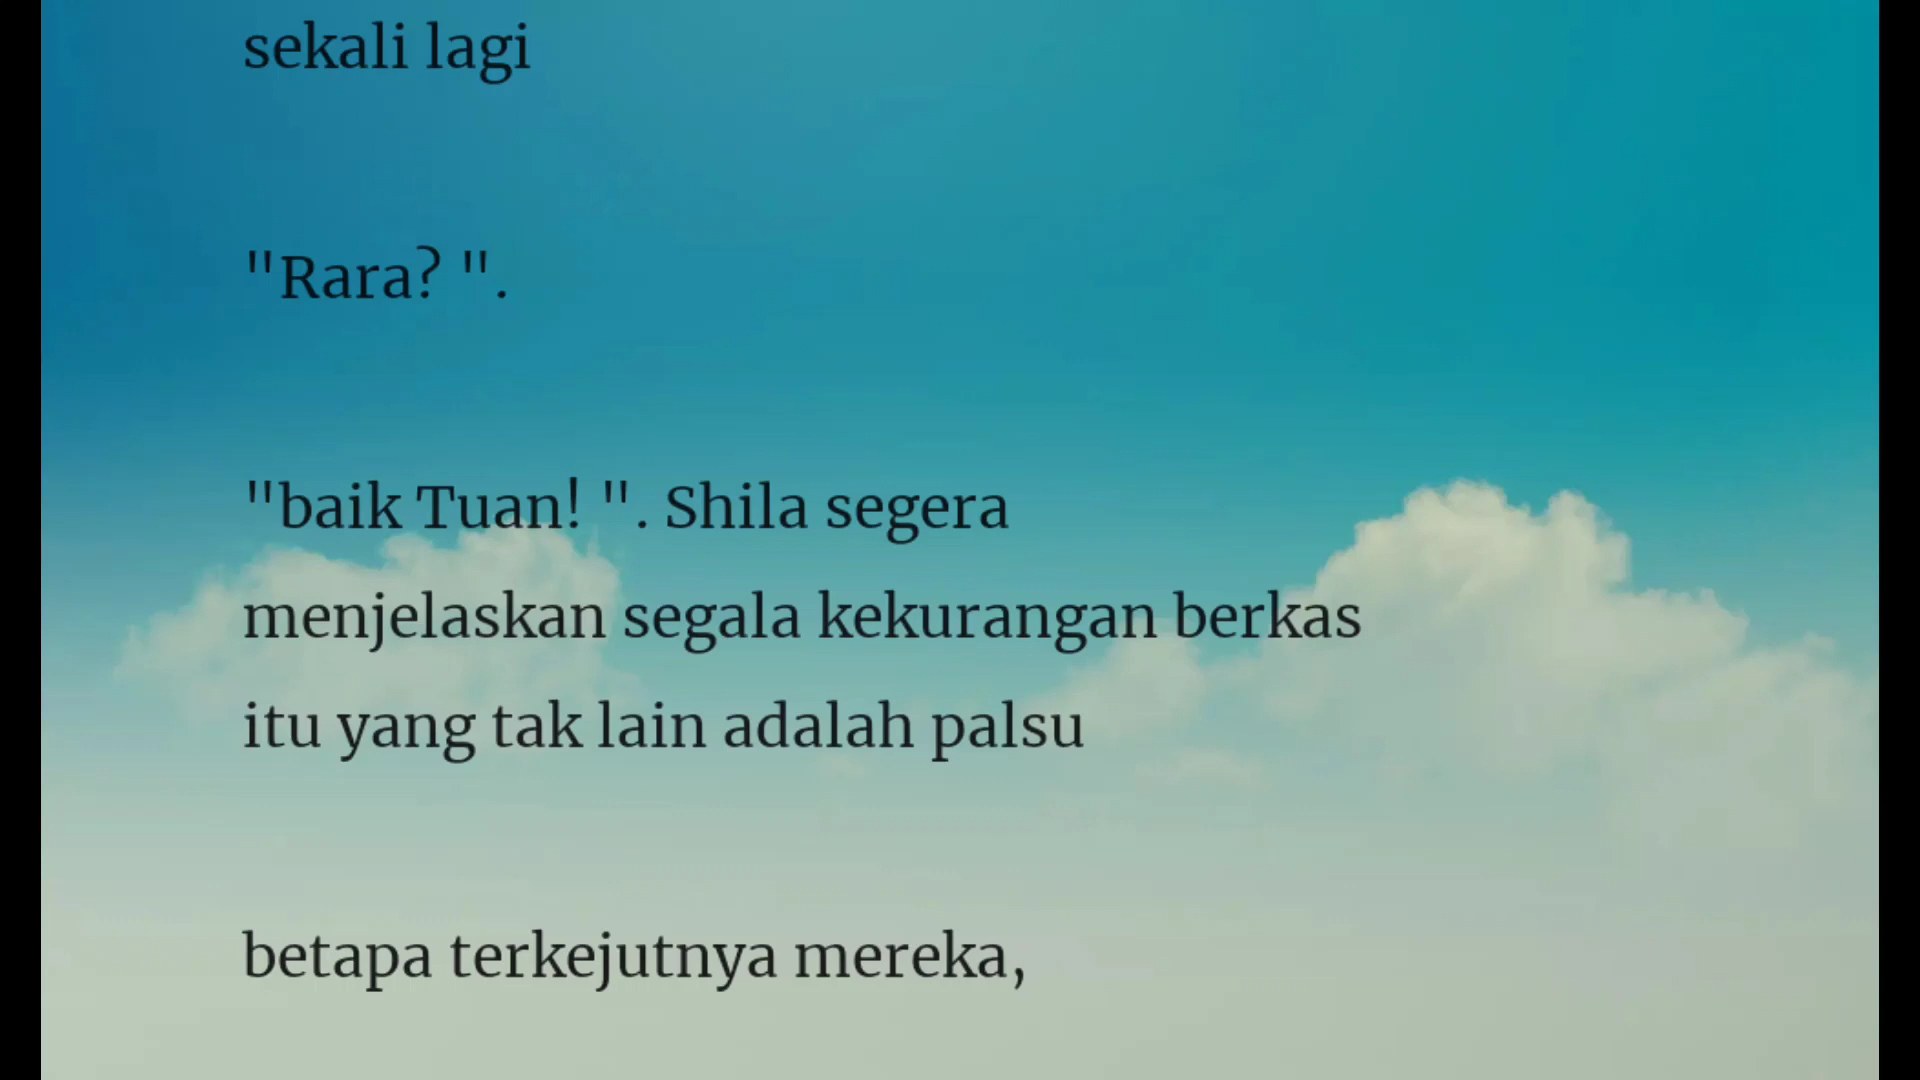 sekali lagi
"Rara? ".
"baik Tuan! ". Shila segera
menjelaskan segala kekurangan berkas
itu yang tak lain adalah palsu
betapa terkejutnya mereka,